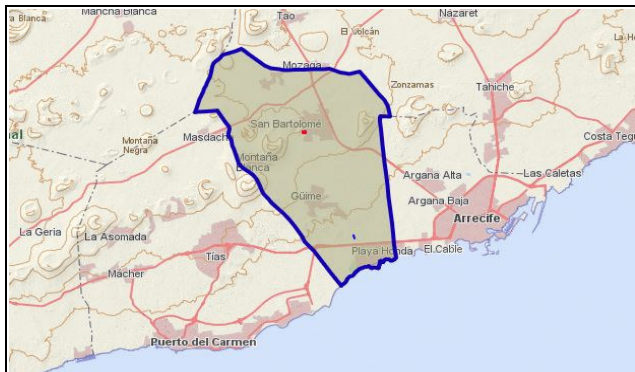 Mancha Blanca
Tao
Nazaret
a Blanca
El Volcán
Mozaga
Zonzamas
Tahiche
San Bartolomé
Masdache
Montaña
Negra
Costa Tegu
Montaña
Blanca
Argana Alta
Las Caletas
Güime
Argana Baja
Arrecife
La Geria
La Asomada
Tías
Playa Honda
El Cable
Mácher
Puerto del Carmen